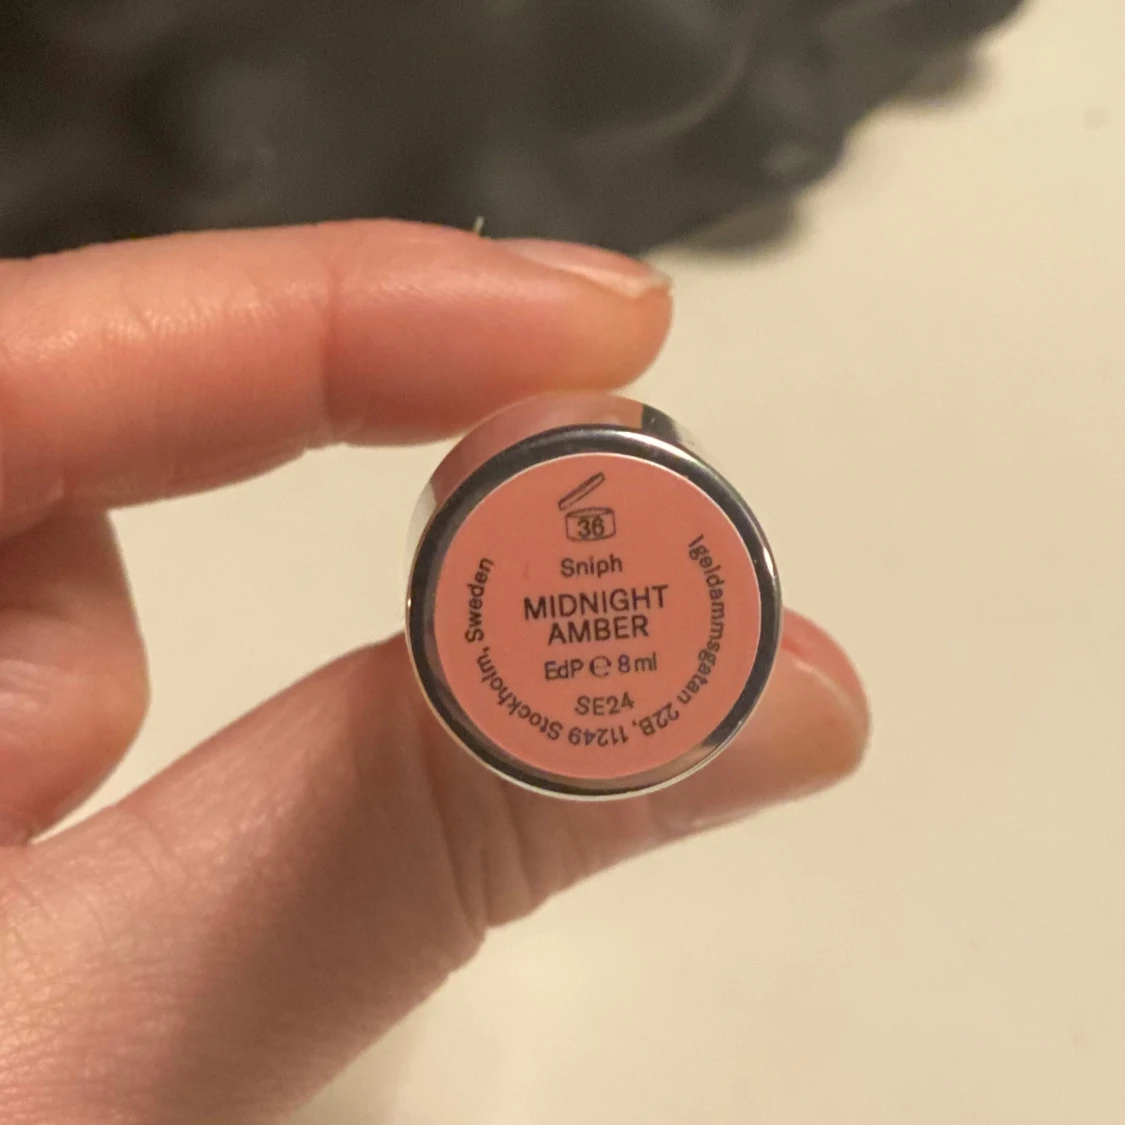 36
Sniph
MIDNIGHT
AMBER
EdP ℮ 8 ml
SE24
Igeldammsgatan 22B, 11249 Stockholm, Sweden